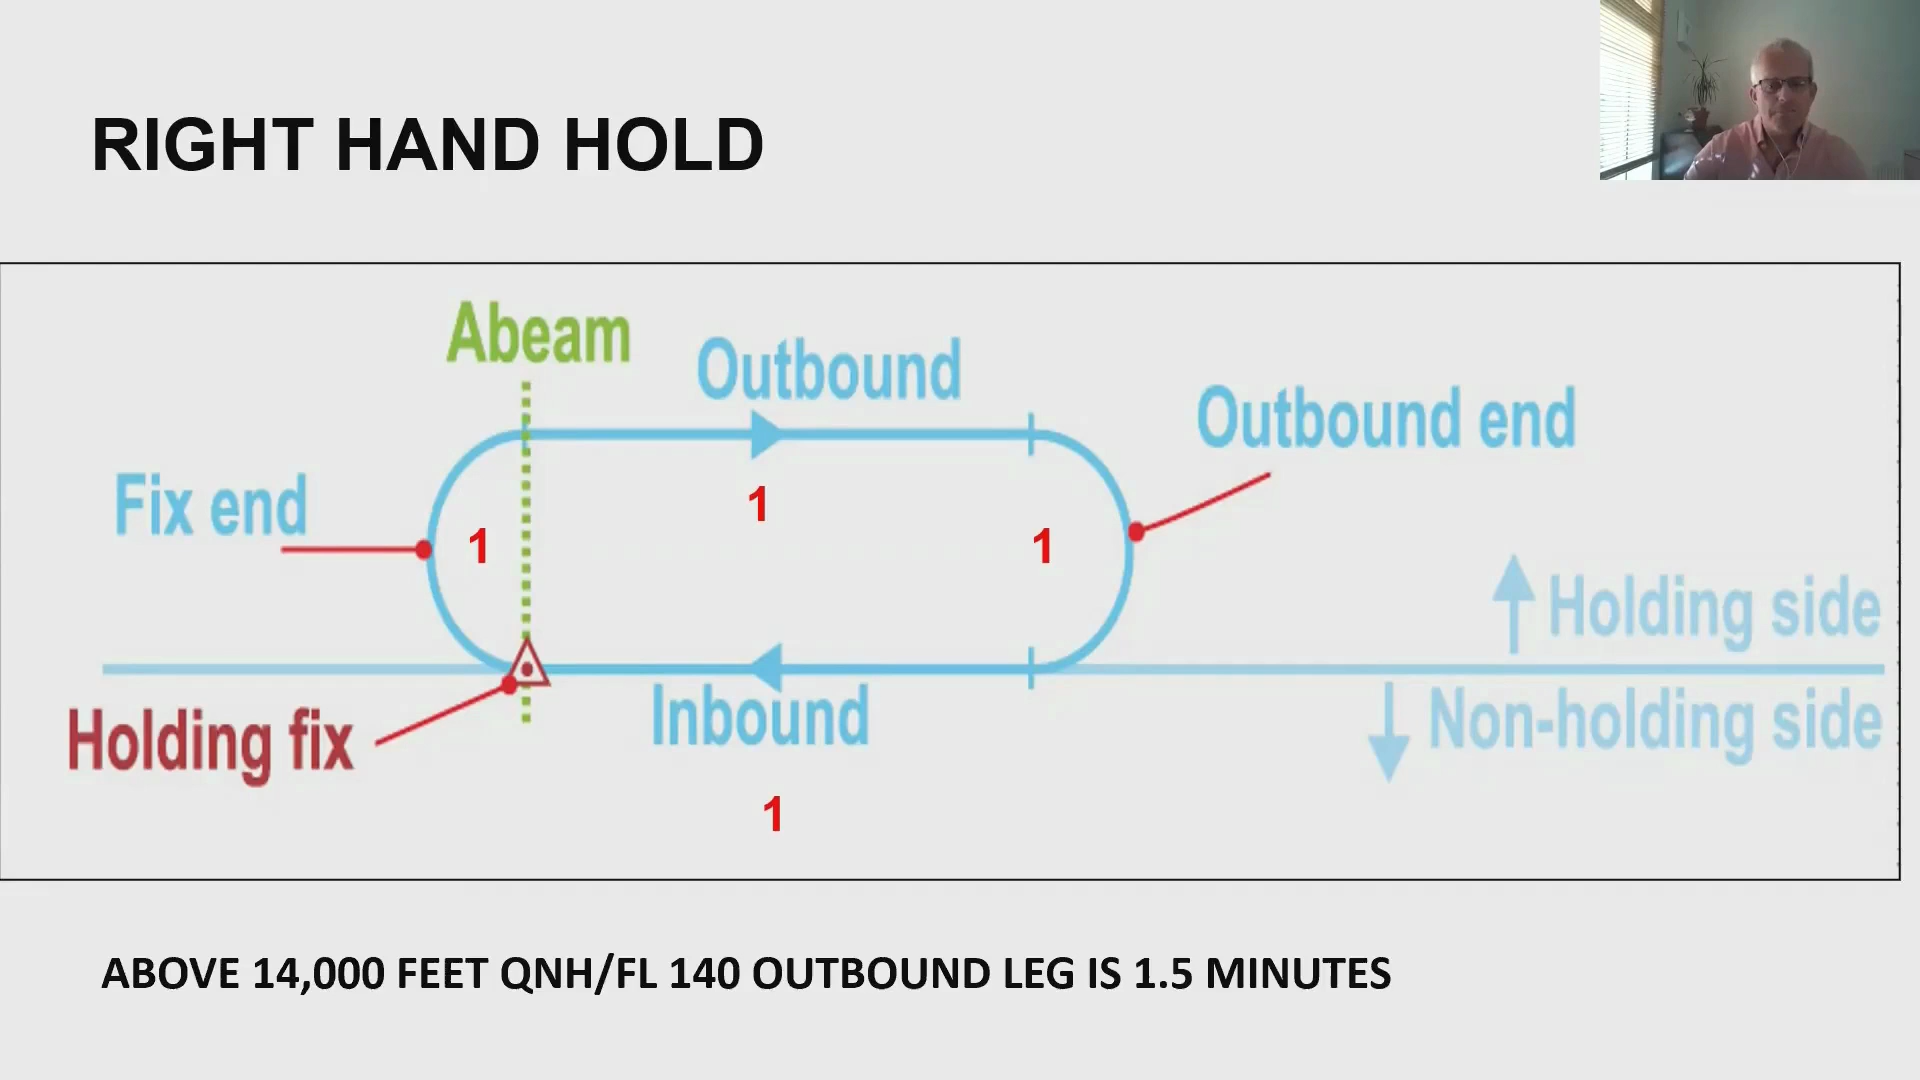 RIGHT HAND HOLD
Abeam
Outbound
Outbound end
Fix end
1
1
1
Holding side
Inbound
Non-holding side
Holding fix
1
ABOVE 14,000 FEET QNH/FL 140 OUTBOUND LEG IS 1.5 MINUTES